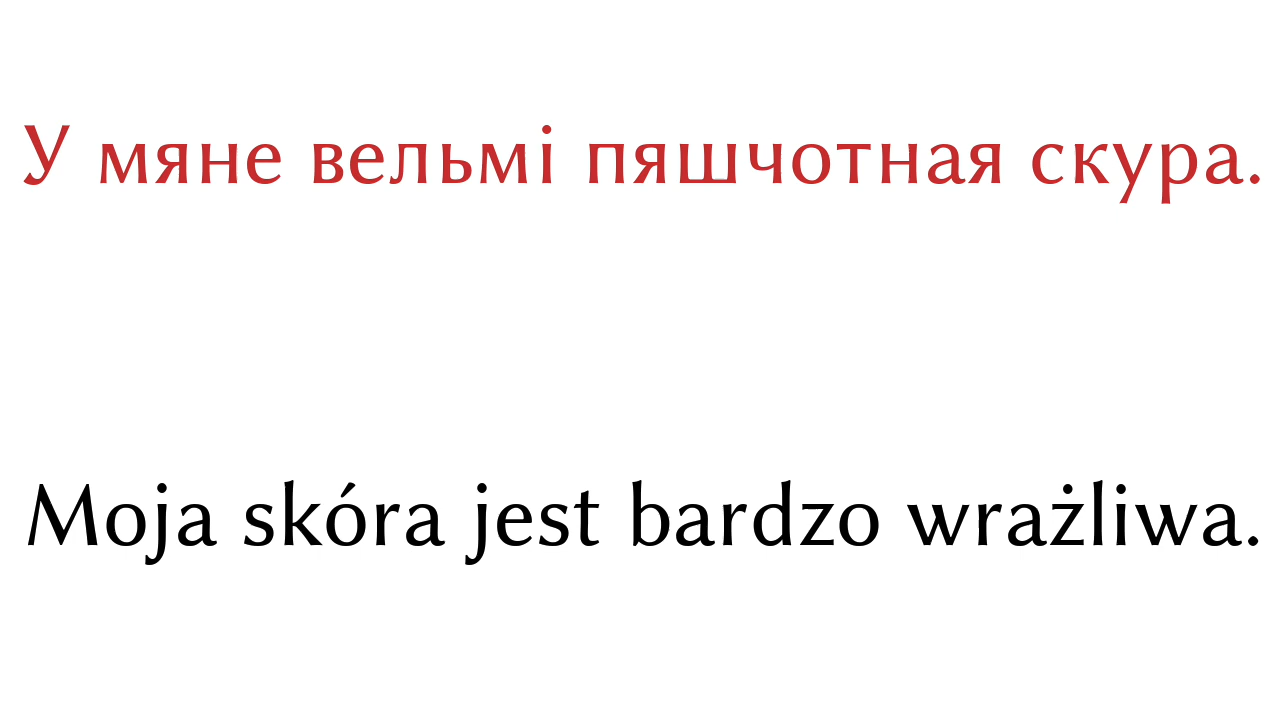 У мяне вельмі пяшчотная скура.
Moja skóra jest bardzo wrażliwa.